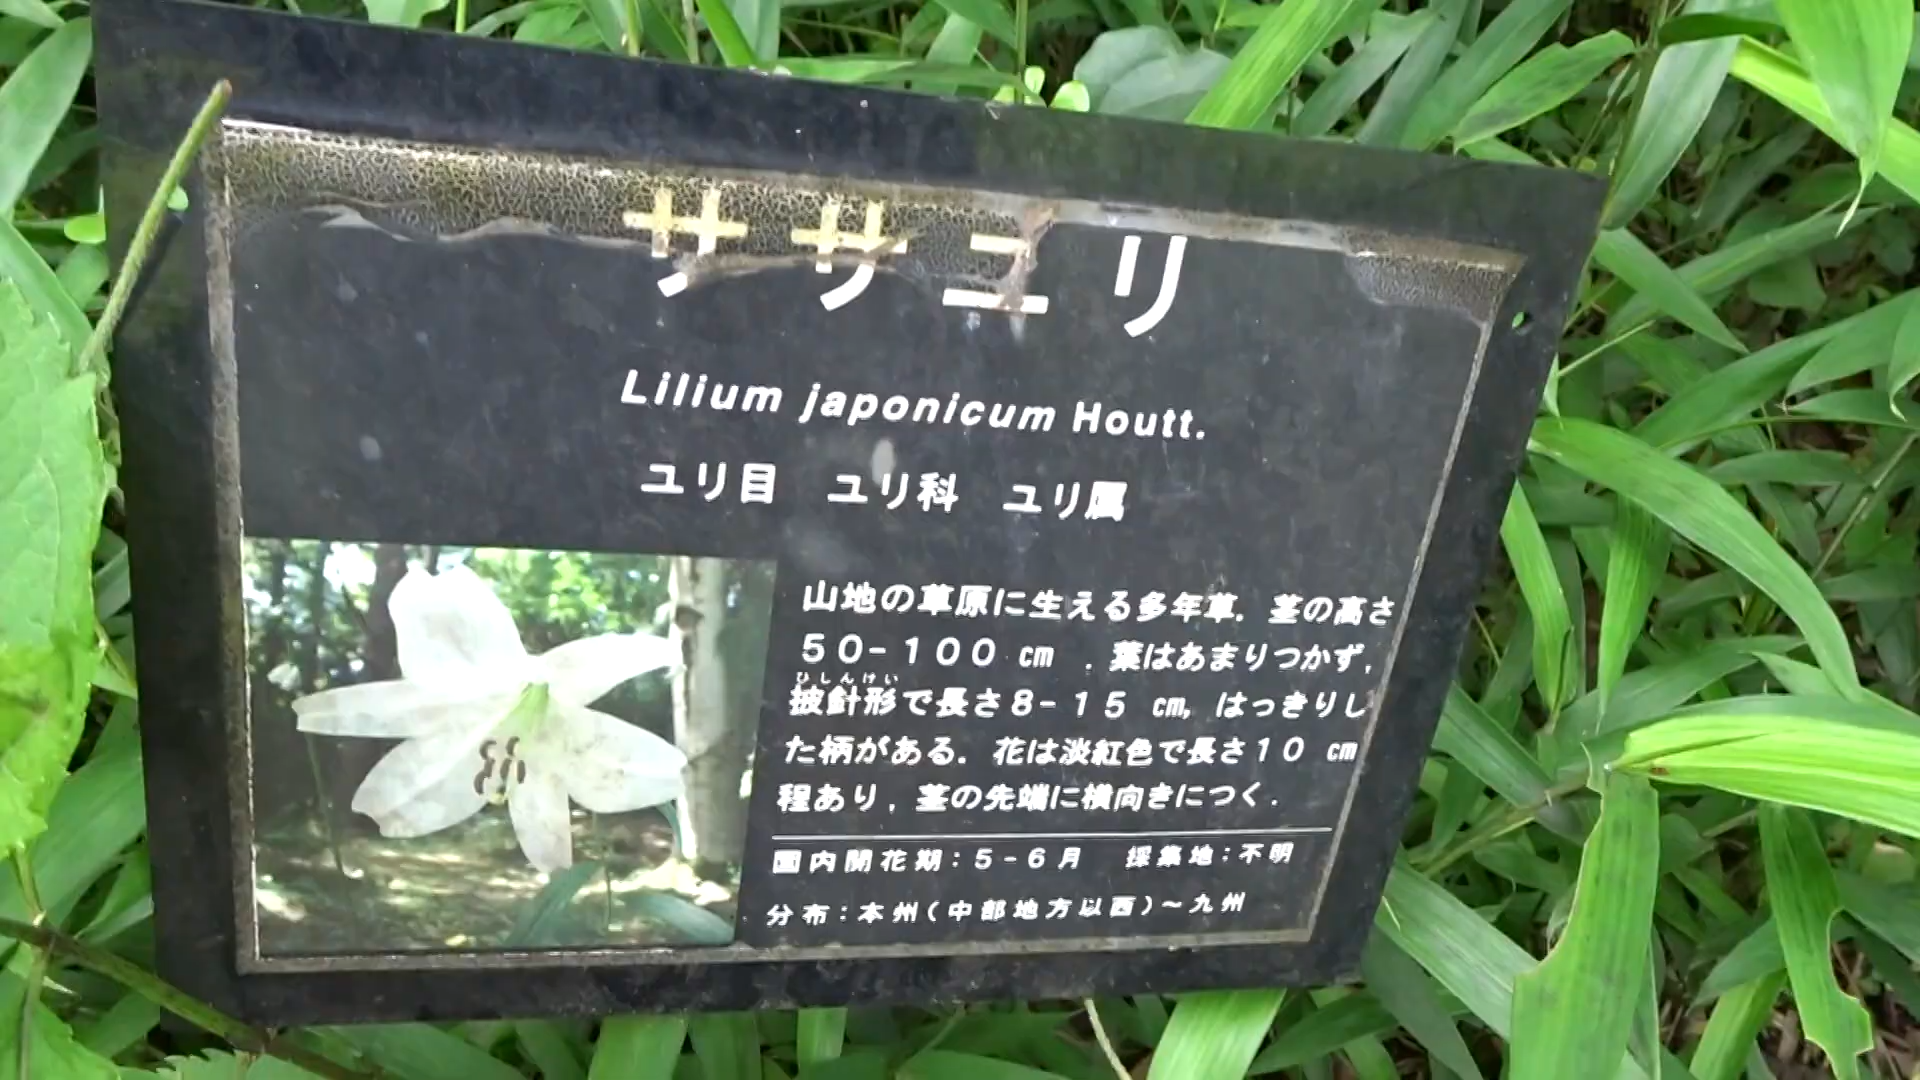 ササユリ
Lilium japonicum Houtt.
ユリ目　ユリ科　ユリ属
山地の草原に生える多年草．茎の高さ
50-100 cm ．葉はあまりつかず，
ひしんけい
披針形で長さ8-15 cm，はっきりし
た柄がある．花は淡紅色で長さ10 cm
程あり，茎の先端に横向きにつく．
園内開花期：5-6月　採集地：不明
分布：本州（中部地方以西）～九州